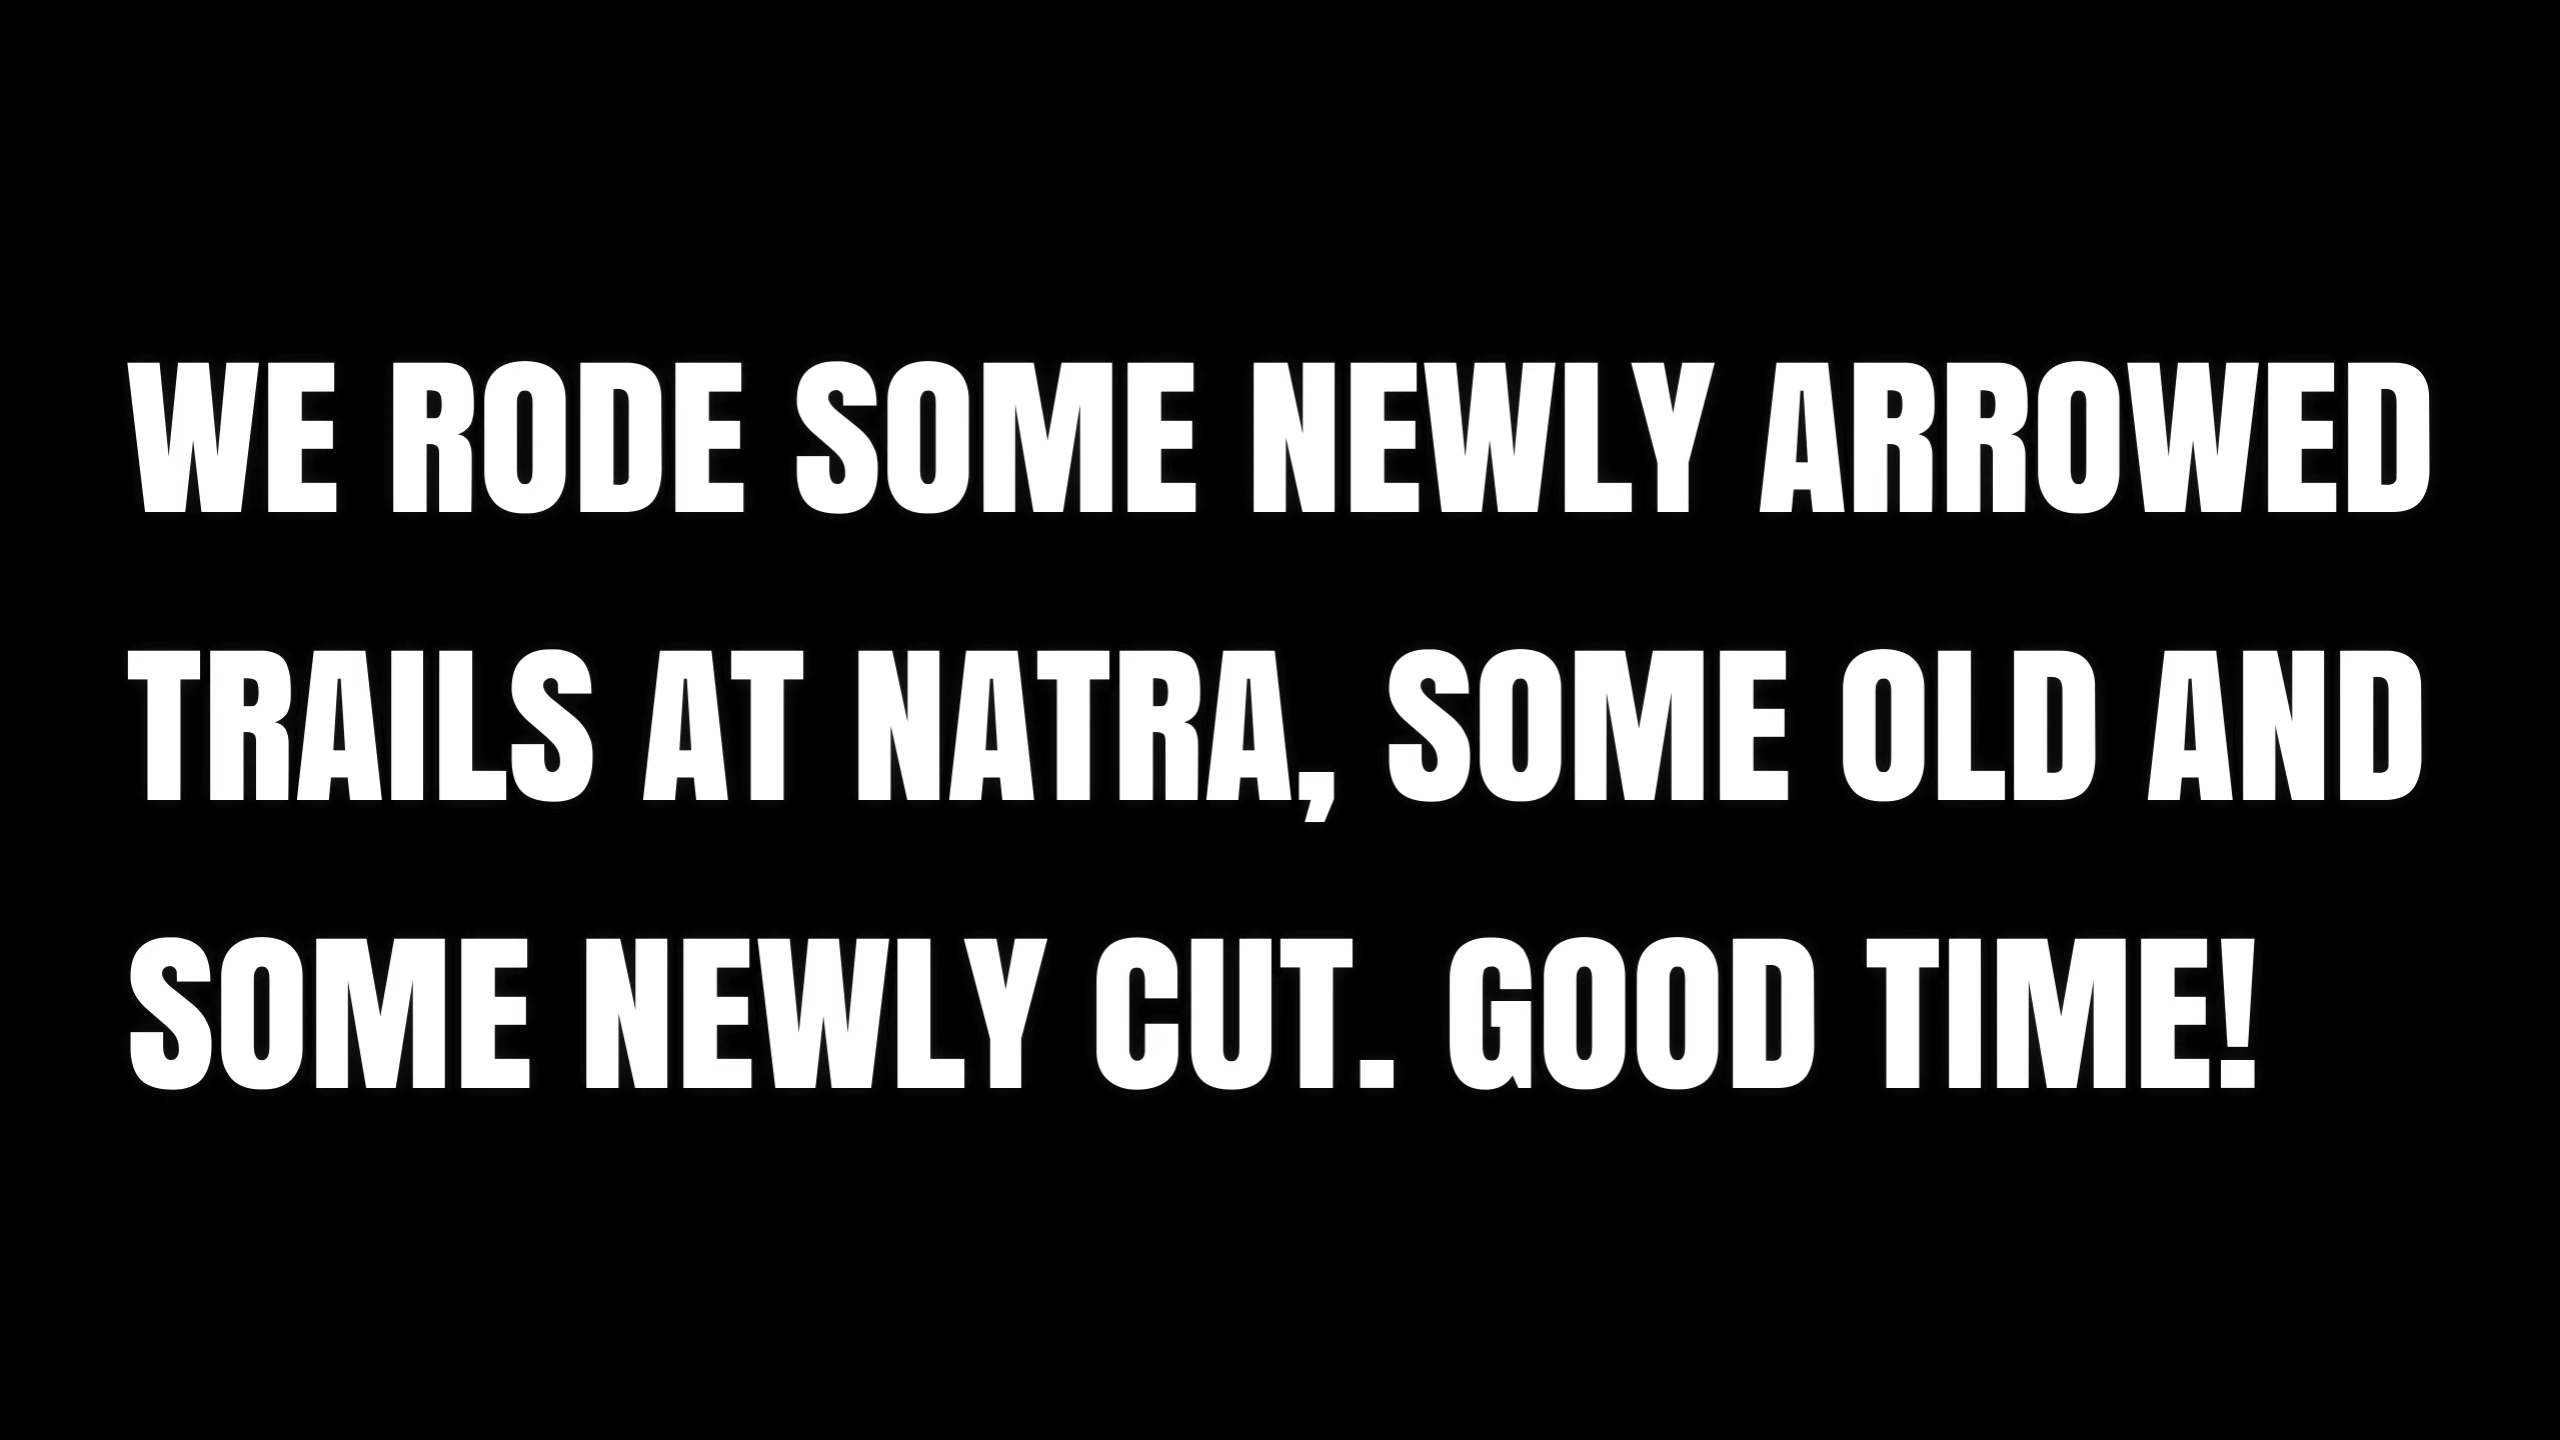 WE RODE SOME NEWLY ARROWED
TRAILS AT NATRA, SOME OLD AND
SOME NEWLY CUT. GOOD TIME!